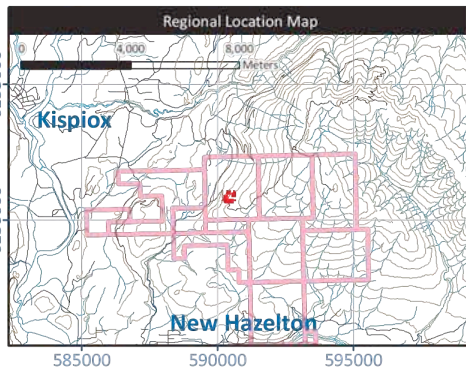 Regional Location Map
0 4,000 8,000
Meters
Kispiox
New Hazelton
585000 590000 595000